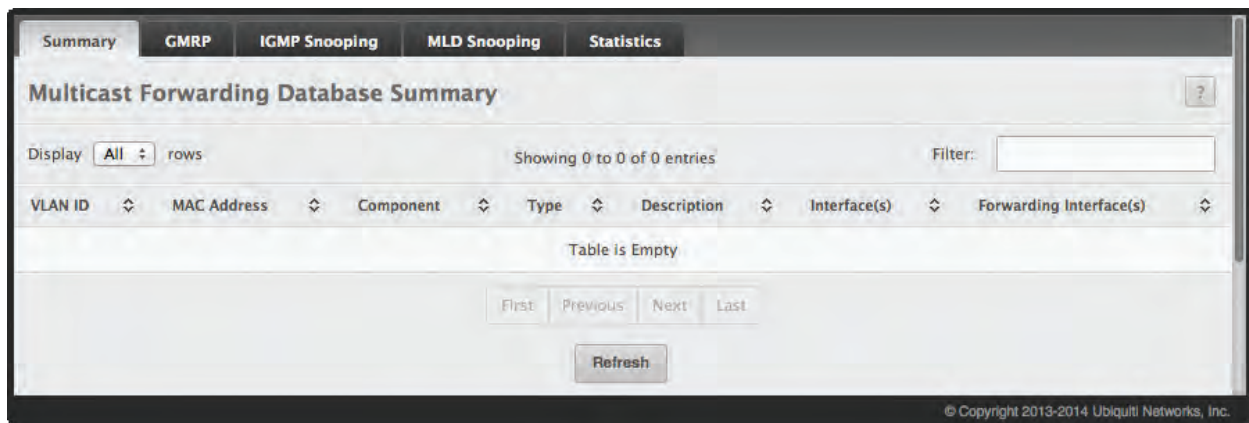 Summary GMRP IGMP Snooping MLD Snooping Statistics
Multicast Forwarding Database Summary ?
Display All rows Showing 0 to 0 of 0 entries Filter:
VLAN ID MAC Address Component Type Description Interface(s) Forwarding Interface(s)
Table is Empty
First Previous Next Last
Refresh
© Copyright 2013-2014 Ubiquiti Networks, Inc.